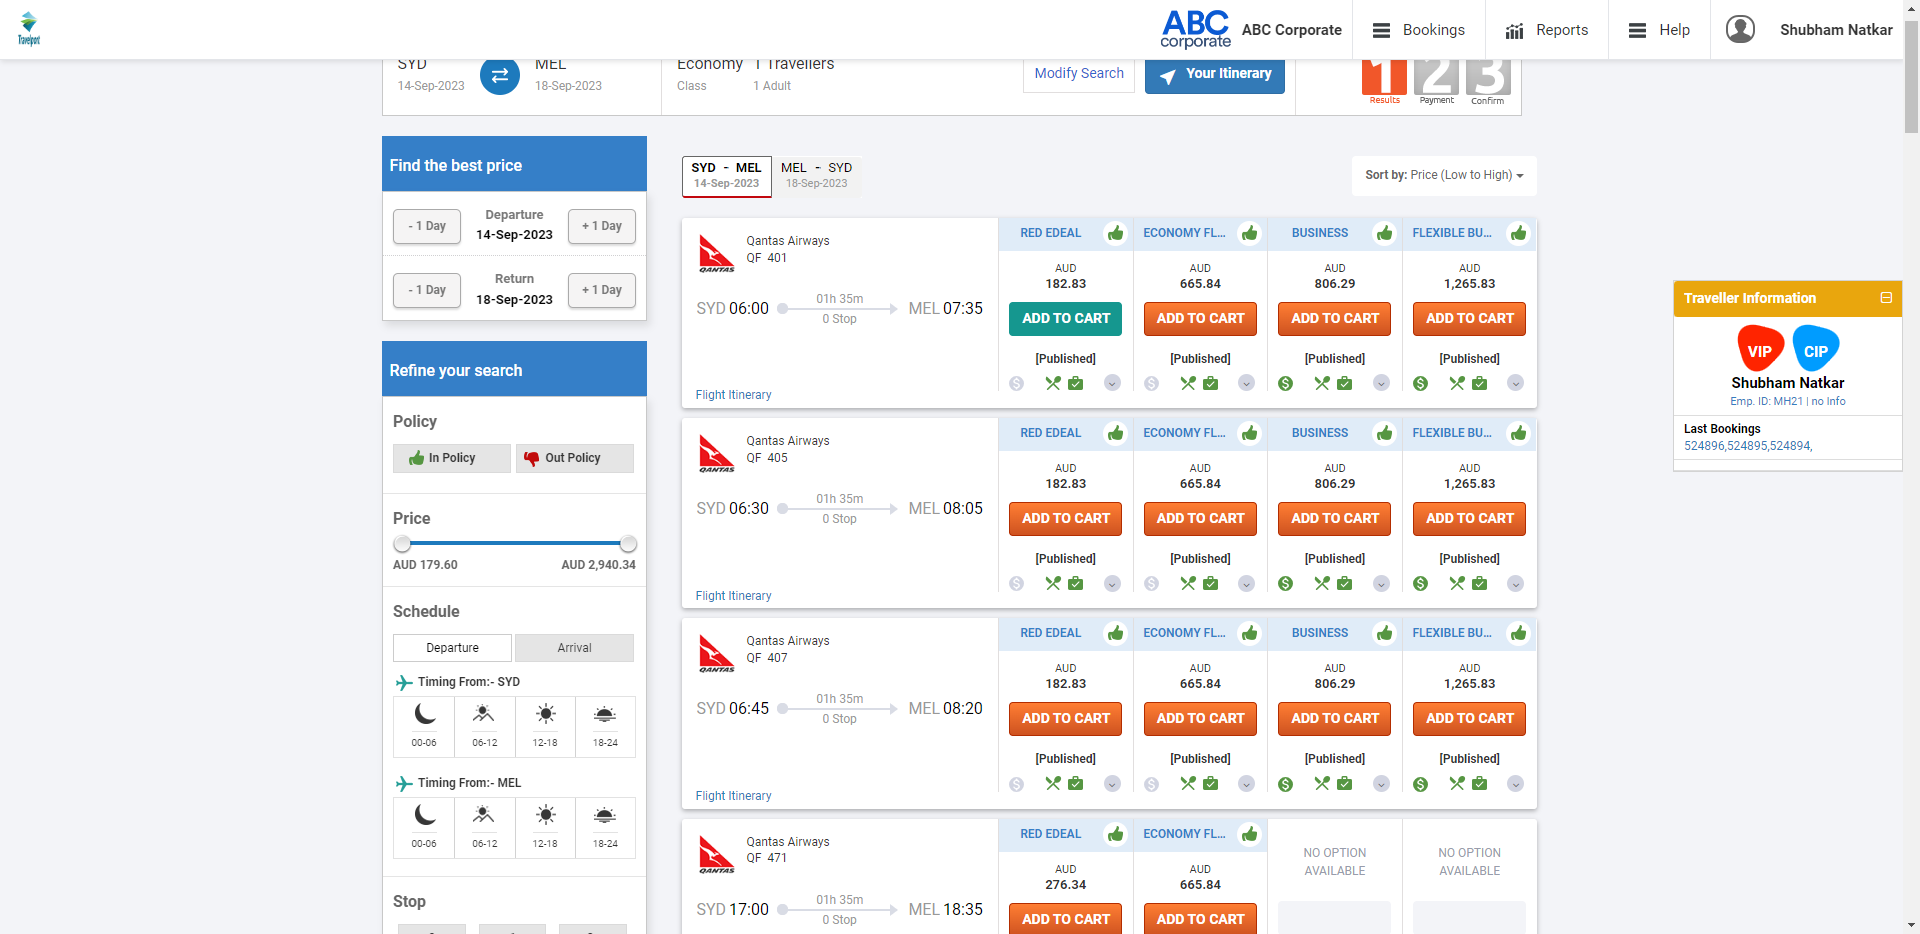 Travelport
ABC
corporate
ABC Corporate
Bookings
Reports
Help
Shubham Natkar
SYD
14-Sep-2023
MEL
18-Sep-2023
Economy
Class
1 Travellers
1 Adult
Modify Search
Your Itinerary
1 2 3
Results Payment Confirm
Find the best price
- 1 Day
Departure
14-Sep-2023
+ 1 Day
- 1 Day
Return
18-Sep-2023
+ 1 Day
Refine your search
Policy
In Policy
Out Policy
Price
AUD 179.60
AUD 2,940.34
Schedule
Departure
Arrival
Timing From:- SYD
00-06 06-12 12-18 18-24
Timing From:- MEL
00-06 06-12 12-18 18-24
Stop
SYD - MEL
14-Sep-2023
MEL - SYD
18-Sep-2023
Sort by: Price (Low to High)
Qantas Airways
QF 401
QANTAS
SYD 06:00
01h 35m
0 Stop
MEL 07:35
Flight Itinerary
RED EDEAL ECONOMY FL... BUSINESS FLEXIBLE BU...
AUD AUD AUD AUD
182.83 665.84 806.29 1,265.83
ADD TO CART ADD TO CART ADD TO CART ADD TO CART
[Published] [Published] [Published] [Published]
Qantas Airways
QF 405
QANTAS
SYD 06:30
01h 35m
0 Stop
MEL 08:05
Flight Itinerary
RED EDEAL ECONOMY FL... BUSINESS FLEXIBLE BU...
AUD AUD AUD AUD
182.83 665.84 806.29 1,265.83
ADD TO CART ADD TO CART ADD TO CART ADD TO CART
[Published] [Published] [Published] [Published]
Qantas Airways
QF 407
QANTAS
SYD 06:45
01h 35m
0 Stop
MEL 08:20
Flight Itinerary
RED EDEAL ECONOMY FL... BUSINESS FLEXIBLE BU...
AUD AUD AUD AUD
182.83 665.84 806.29 1,265.83
ADD TO CART ADD TO CART ADD TO CART ADD TO CART
[Published] [Published] [Published] [Published]
Qantas Airways
QF 471
QANTAS
SYD 17:00
01h 35m
0 Stop
MEL 18:35
RED EDEAL ECONOMY FL...
AUD AUD
276.34 665.84
ADD TO CART ADD TO CART
NO OPTION
AVAILABLE
NO OPTION
AVAILABLE
Traveller Information
VIP CIP
Shubham Natkar
Emp. ID: MH21 | no Info
Last Bookings
524896,524895,524894,